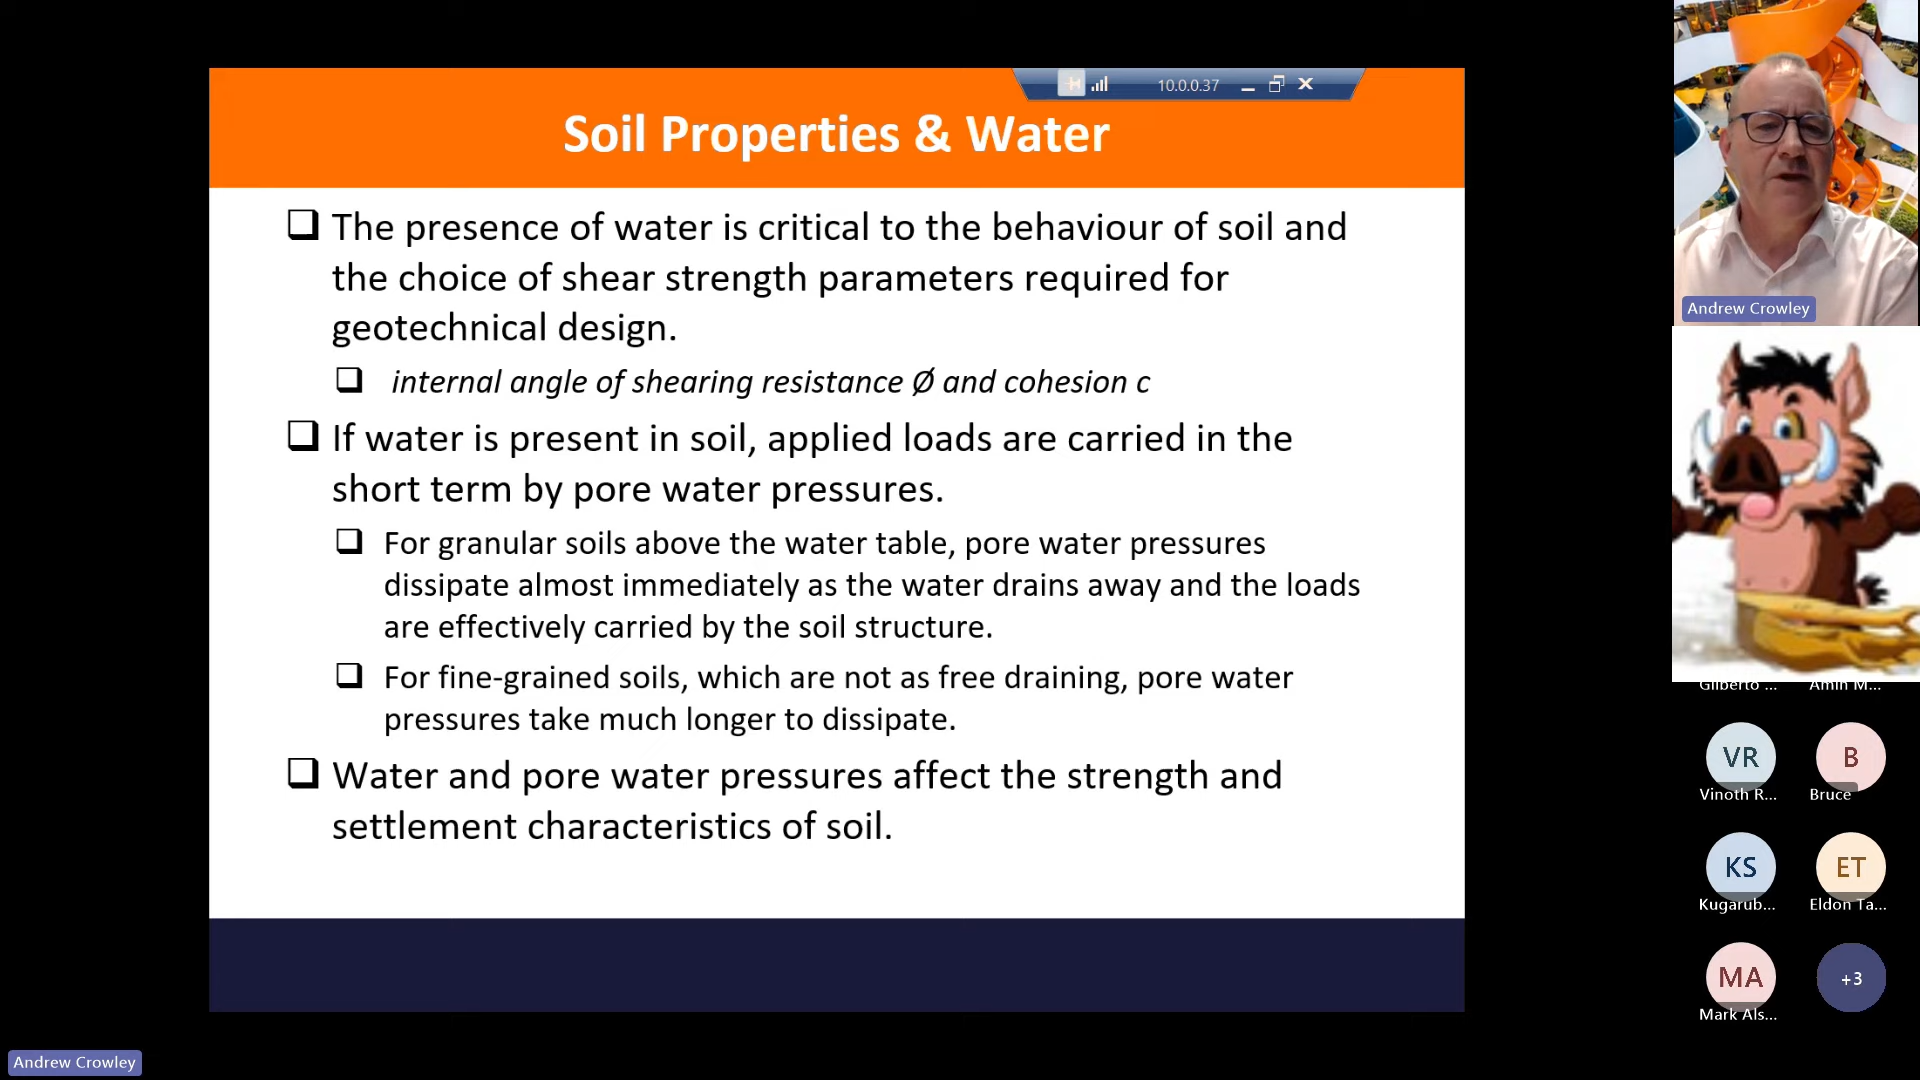 10.0.0.37
Soil Properties & Water
The presence of water is critical to the behaviour of soil and
the choice of shear strength parameters required for
geotechnical design.
internal angle of shearing resistance Ø and cohesion c
If water is present in soil, applied loads are carried in the
short term by pore water pressures.
For granular soils above the water table, pore water pressures
dissipate almost immediately as the water drains away and the loads
are effectively carried by the soil structure.
For fine-grained soils, which are not as free draining, pore water
pressures take much longer to dissipate.
Water and pore water pressures affect the strength and
settlement characteristics of soil.
Andrew Crowley
Gilberto ...
Amin M...
VR
B
Vinoth R...
Bruce
KS
ET
Kugarub...
Eldon Ta...
MA
+3
Mark Als...
Andrew Crowley